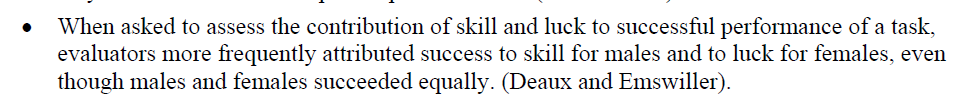 • When asked to assess the contribution of skill and luck to successful performance of a task,
evaluators more frequently attributed success to skill for males and to luck for females, even
though males and females succeeded equally. (Deaux and Emswiller).